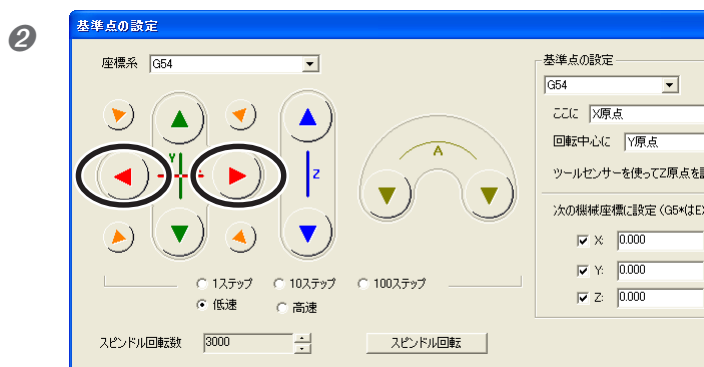 2
基準点の設定
座標系 G54
Y
Z
A
1ステップ 10ステップ 100ステップ
低速 高速
スピンドル回転数 3000 スピンドル回転
基準点の設定
G54
ここに X原点
回転中心に Y原点
ツールセンサーを使ってZ原点を
次の機械座標に設定(G5*はE
X: 0.000
Y: 0.000
Z: 0.000